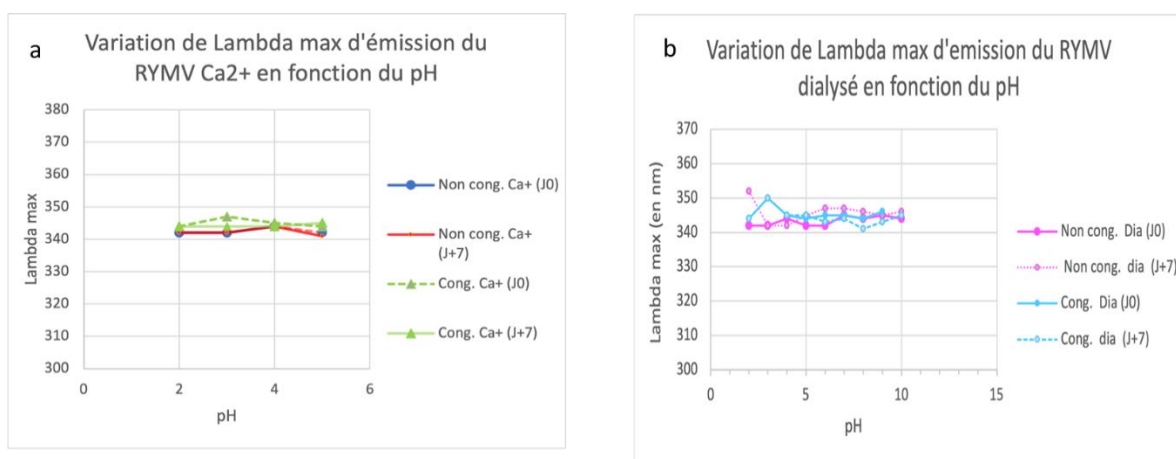 a
Variation de Lambda max d'émission du
RYMV Ca2+ en fonction du pH
Lambda max
380
370
360
350
340
330
320
310
300
0
2
4
6
pH
Non cong. Ca+ (J0)
Non cong. Ca+
(J+7)
Cong. Ca+ (J0)
Cong. Ca+ (J+7)
b
Variation de Lambda max d'emission du RYMV
dialysé en fonction du pH
Lambda max (en nm)
370
360
350
340
330
320
310
300
0
5
10
15
pH
Non cong. Dia (J0)
Non cong. dia (J+7)
Cong. Dia (J0)
Cong. dia (J+7)